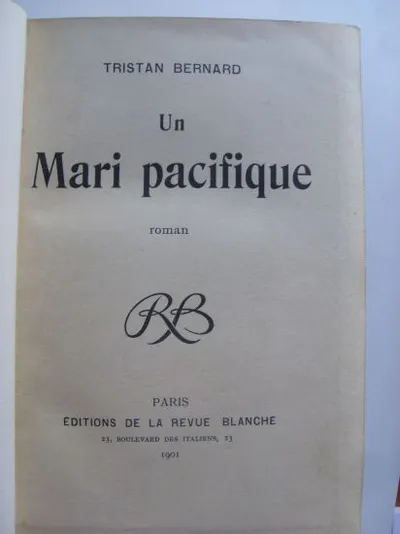 TRISTAN BERNARD
Un
Mari pacifique
roman
RB
PARIS
ÉDITIONS DE LA REVUE BLANCHE
23, BOULEVARD DES ITALIENS, 23
1901